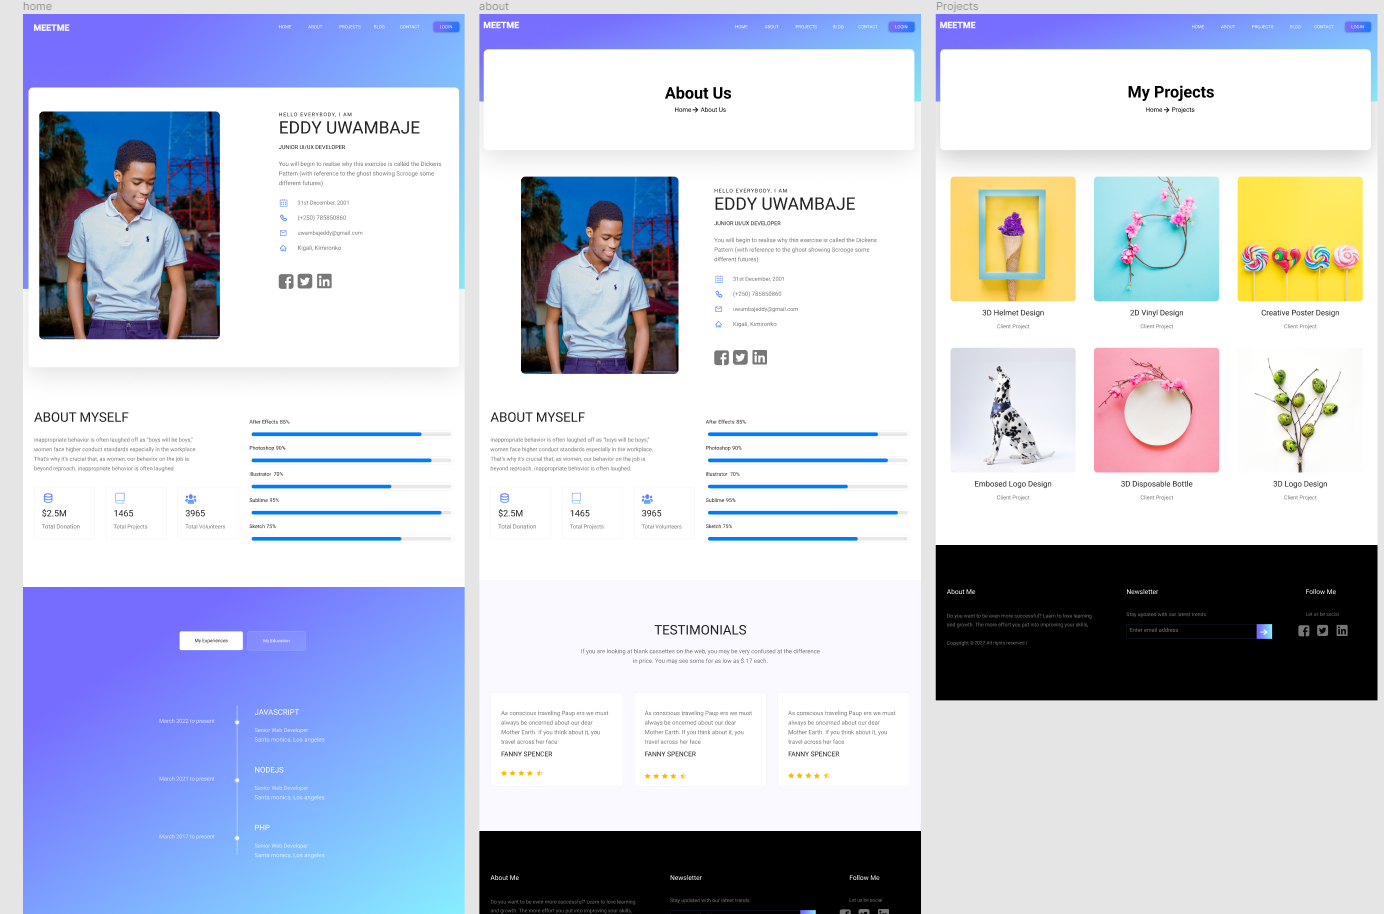 home
MEETME
HOME ABOUT PROJECTS BLOG CONTACT LOGIN
HELLO EVERYBODY, I AM
EDDY UWAMBAJE
JUNIOR UI/UX DEVELOPER
You will begin to realise why this exercise is called the Dickens
Pattern (with reference to the ghost showing Scrooge some
different futures)
31st December, 2001
(+250) 785850860
uwambajeddy@gmail.com
Kigali, Kimironko
ABOUT MYSELF
inappropriate behavior is often laughed off as "boys will be boys,"
women face higher conduct standards especially in the workplace.
That's why it's crucial that, as women, our behavior on the job is
beyond reproach. inappropriate behavior is often laughed.
$2.5M
Total Donation
1465
Total Projects
3965
Total Volunteers
After Effects 85%
Photoshop 90%
Illustrator 70%
Sublime 95%
Sketch 75%
My Experiences
My Education
March 2022 to present
JAVASCRIPT
Senior Web Developer
Santa monica, Los angeles
March 2021 to present
NODEJS
Senior Web Developer
Santa monica, Los angeles
March 2017 to present
PHP
Senior Web Developer
Santa monica, Los angeles
about
MEETME
HOME ABOUT PROJECTS BLOG CONTACT LOGIN
About Us
Home → About Us
HELLO EVERYBODY, I AM
EDDY UWAMBAJE
JUNIOR UI/UX DEVELOPER
You will begin to realise why this exercise is called the Dickens
Pattern (with reference to the ghost showing Scrooge some
different futures)
31st December, 2001
(+250) 785850860
uwambajeddy@gmail.com
Kigali, Kimironko
ABOUT MYSELF
inappropriate behavior is often laughed off as "boys will be boys,"
women face higher conduct standards especially in the workplace.
That's why it's crucial that, as women, our behavior on the job is
beyond reproach. inappropriate behavior is often laughed.
$2.5M
Total Donation
1465
Total Projects
3965
Total Volunteers
After Effects 85%
Photoshop 90%
Illustrator 70%
Sublime 95%
Sketch 75%
TESTIMONIALS
If you are looking at blank cassettes on the web, you may be very confused at the difference
in price. You may see some for as low as $.17 each.
As conscious traveling Paup ers we must
always be oncerned about our dear
Mother Earth. If you think about it, you
travel across her face
FANNY SPENCER
As conscious traveling Paup ers we must
always be oncerned about our dear
Mother Earth. If you think about it, you
travel across her face
FANNY SPENCER
As conscious traveling Paup ers we must
always be oncerned about our dear
Mother Earth. If you think about it, you
travel across her face
FANNY SPENCER
About Me
Do you want to be even more successful? Learn to love learning
and growth. The more effort you put into improving your skills,
Newsletter
Stay updated with our latest trends
Follow Me
Let us be social
Projects
MEETME
HOME ABOUT PROJECTS BLOG CONTACT LOGIN
My Projects
Home → Projects
3D Helmet Design
Client Project
2D Vinyl Design
Client Project
Creative Poster Design
Client Project
Embosed Logo Design
Client Project
3D Disposable Bottle
Client Project
3D Logo Design
Client Project
About Me
Do you want to be even more successful? Learn to love learning
and growth. The more effort you put into improving your skills,
Copyright ©2022 All rights reserved |
Newsletter
Stay updated with our latest trends
Enter email address
Follow Me
Let us be social